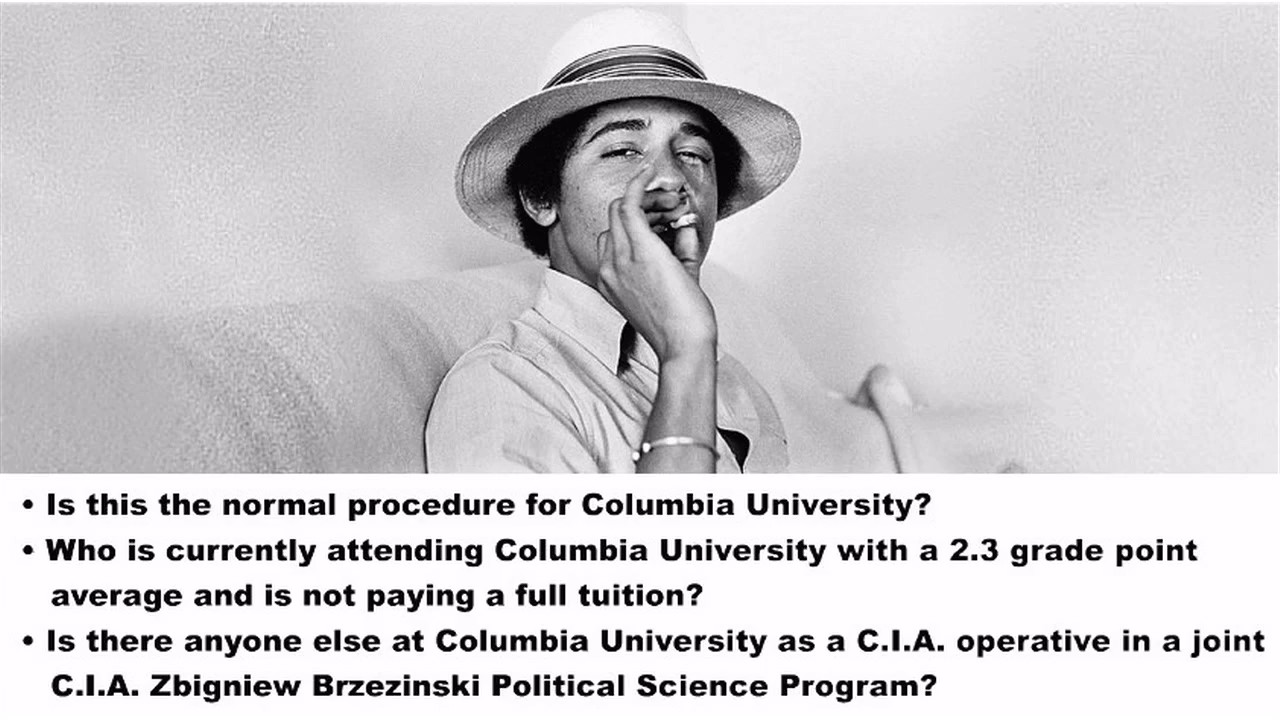 • Is this the normal procedure for Columbia University?
• Who is currently attending Columbia University with a 2.3 grade point
average and is not paying a full tuition?
• Is there anyone else at Columbia University as a C.I.A. operative in a joint
C.I.A. Zbigniew Brzezinski Political Science Program?